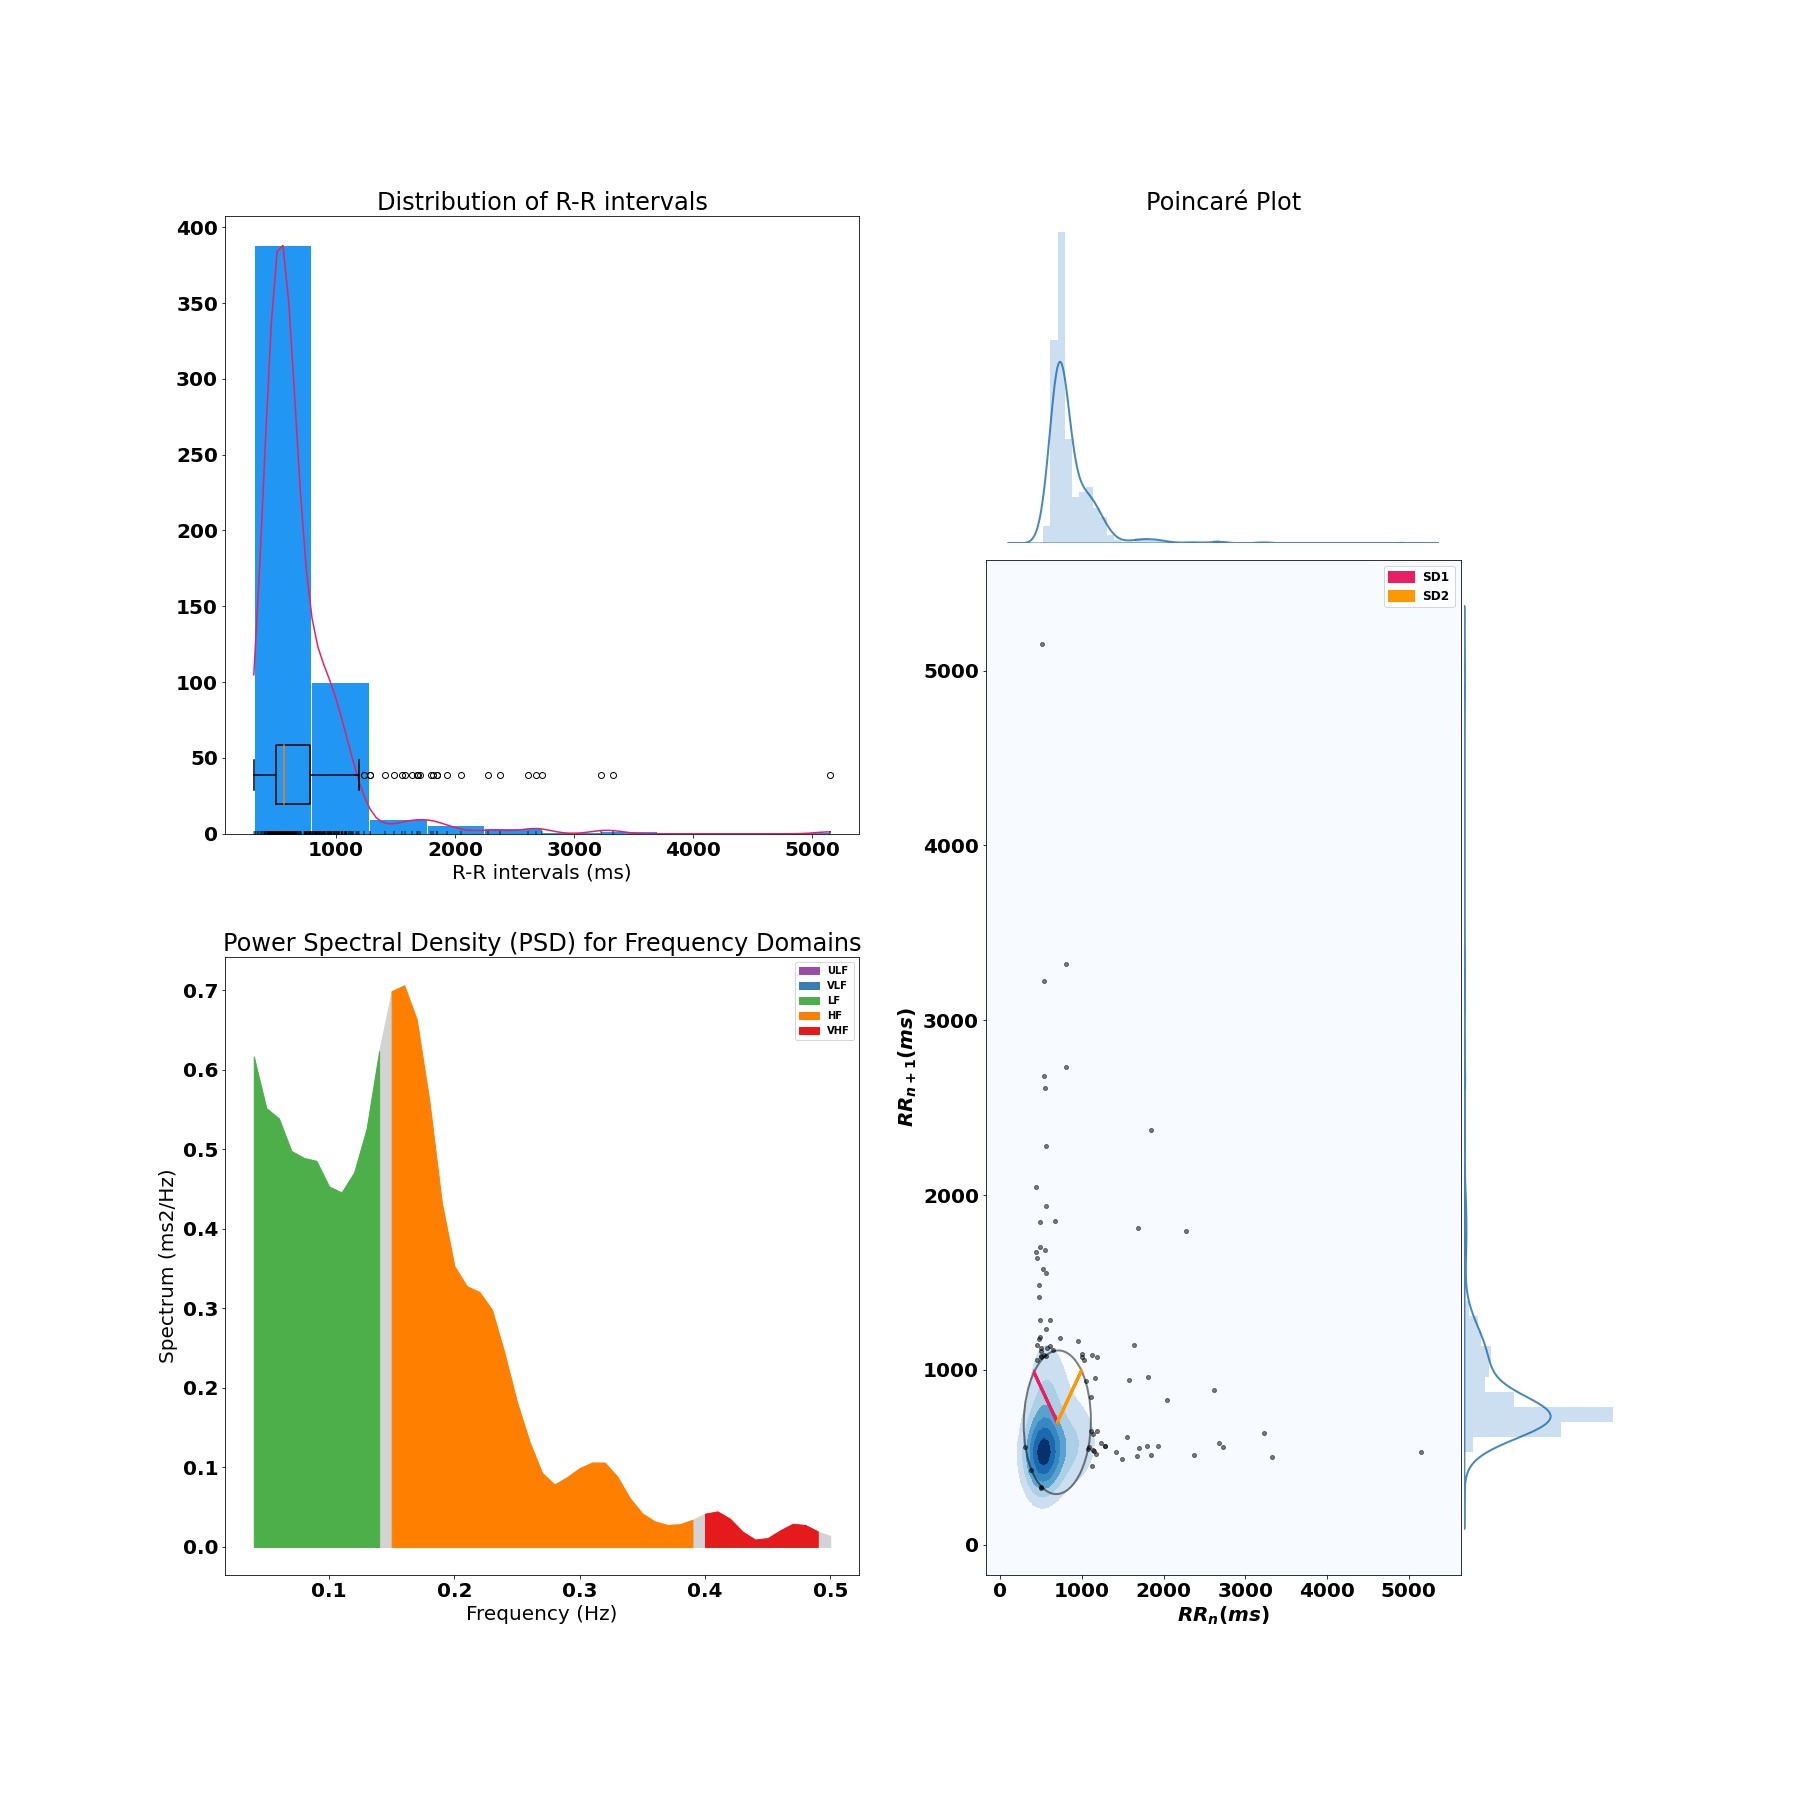 Distribution of R-R intervals
400
350
300
250
200
150
100
50
0
1000 2000 3000 4000 5000
R-R intervals (ms)
Power Spectral Density (PSD) for Frequency Domains
ULF
VLF
LF
HF
VHF
Spectrum (ms2/Hz)
0.7
0.6
0.5
0.4
0.3
0.2
0.1
0.0
0.1 0.2 0.3 0.4 0.5
Frequency (Hz)
Poincaré Plot
SD1
SD2
RRn+1(ms)
5000
4000
3000
2000
1000
0
0 1000 2000 3000 4000 5000
RRn(ms)